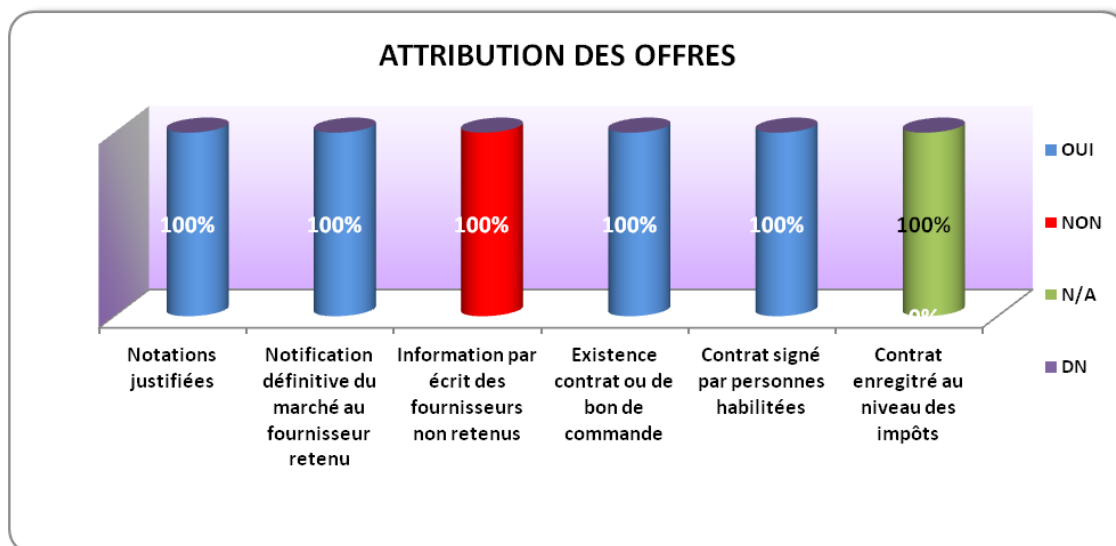 ATTRIBUTION DES OFFRES
OUI
NON
N/A
DN
100%
100%
100%
100%
100%
100%
0%
Notations
justifiées
Notification
définitive du
marché au
fournisseur
retenu
Information par
écrit des
fournisseurs
non retenus
Existence
contrat ou de
bon de
commande
Contrat signé
par personnes
habilitées
Contrat
enregitré au
niveau des
impôts